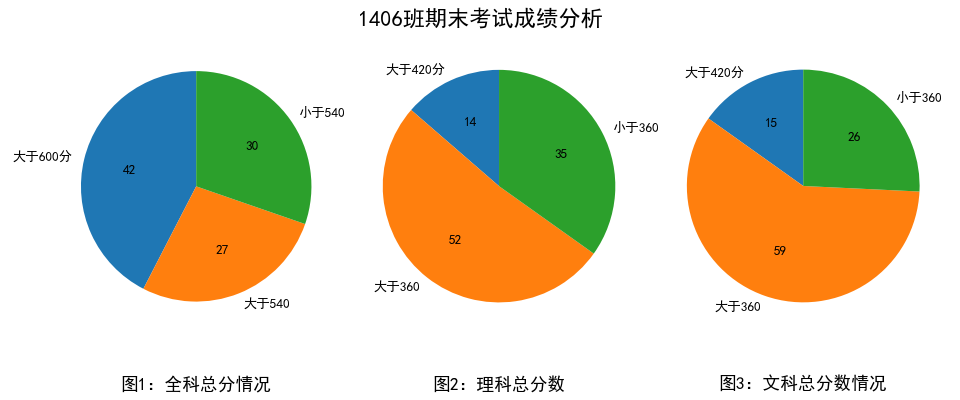 1406班期末考试成绩分析
大于600分
42
大于540
27
小于540
30
图1: 全科总分情况
大于420分
14
大于360
52
小于360
35
图2: 理科总分数
大于420分
15
大于360
59
小于360
26
图3: 文科总分数情况